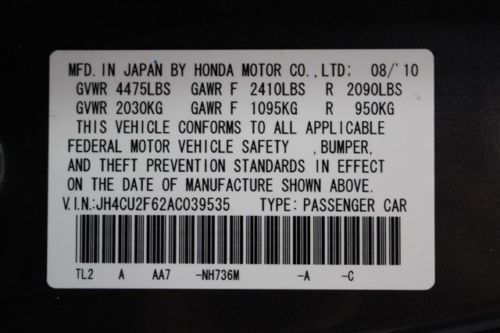 MFD. IN JAPAN BY HONDA MOTOR CO., LTD: 08/'10
GVWR 4475LBS GAWR F 2410LBS R 2090LBS
GVWR 2030KG GAWR F 1095KG R 950KG
THIS VEHICLE CONFORMS TO ALL APPLICABLE
FEDERAL MOTOR VEHICLE SAFETY ,BUMPER,
AND THEFT PREVENTION STANDARDS IN EFFECT
ON THE DATE OF MANUFACTURE SHOWN ABOVE.
V.I.N:JH4CU2F62AC039535 TYPE: PASSENGER CAR
TL2 A AA7 -NH736M -A -C